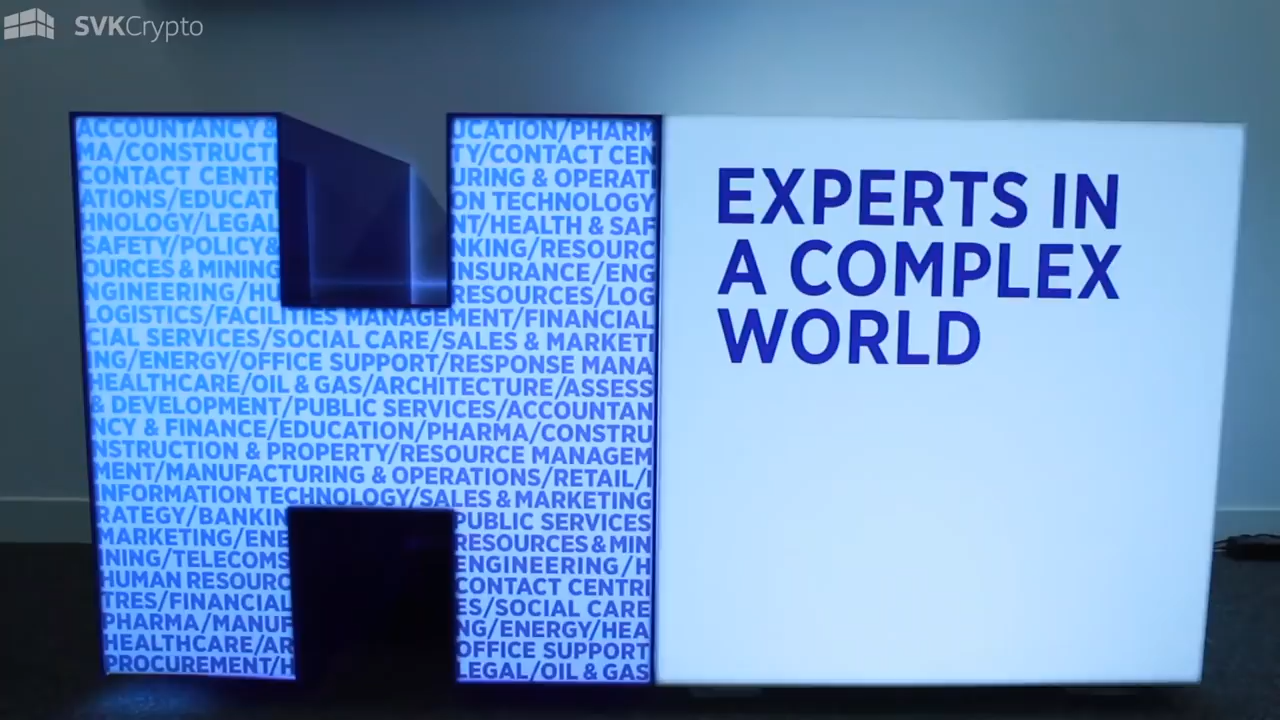 SVKCrypto
ACCOUNTANCY & UCATION/PHARM
MA/CONSTRUCT TY/CONTACT CEN
CONTACT CENTR URING & OPERATI
ATIONS/EDUCATI ON TECHNOLOGY
HNOLOGY/LEGAL NT/HEALTH & SAF
SAFETY/POLICY& NKING/RESOURC
OURCES & MINING INSURANCE/ENG
NGINEERING/HU RESOURCES/LOG
LOGISTICS/FACILITIES MANAGEMENT/FINANCIAL
CIAL SERVICES/SOCIAL CARE/SALES & MARKETI
ING/ENERGY/OFFICE SUPPORT/RESPONSE MANA
HEALTHCARE/OIL & GAS/ARCHITECTURE/ASSESS
& DEVELOPMENT/PUBLIC SERVICES/ACCOUNTAN
NCY & FINANCE/EDUCATION/PHARMA/CONSTRU
NSTRUCTION & PROPERTY/RESOURCE MANAGEM
MENT/MANUFACTURING & OPERATIONS/RETAIL/I
INFORMATION TECHNOLOGY/SALES & MARKETING
RATEGY/BANKIN PUBLIC SERVICES
MARKETING/ENE RESOURCES & MIN
INING/TELECOMS ENGINEERING/H
HUMAN RESOURC CONTACT CENTRI
TRES/FINANCIAL ES/SOCIAL CARE
PHARMA/MANUF NG/ENERGY/HEA
HEALTHCARE/AR OFFICE SUPPORT
PROCUREMENT/H LEGAL/OIL & GAS
EXPERTS IN
A COMPLEX
WORLD